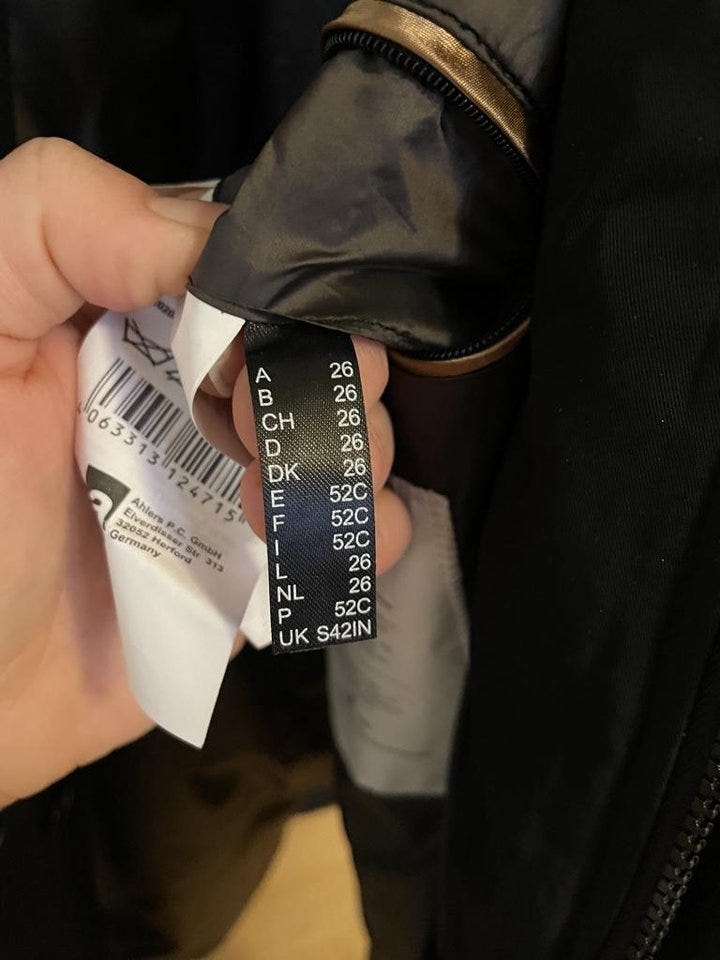 A 26
B 26
CH 26
D 26
DK 26
E 52C
F 52C
I 52C
L 26
NL 26
P 52C
UK S42IN
4063313124715
a
Ahlers P.C. GmbH
Elverdisser Str. 313
32052 Herford
Germany